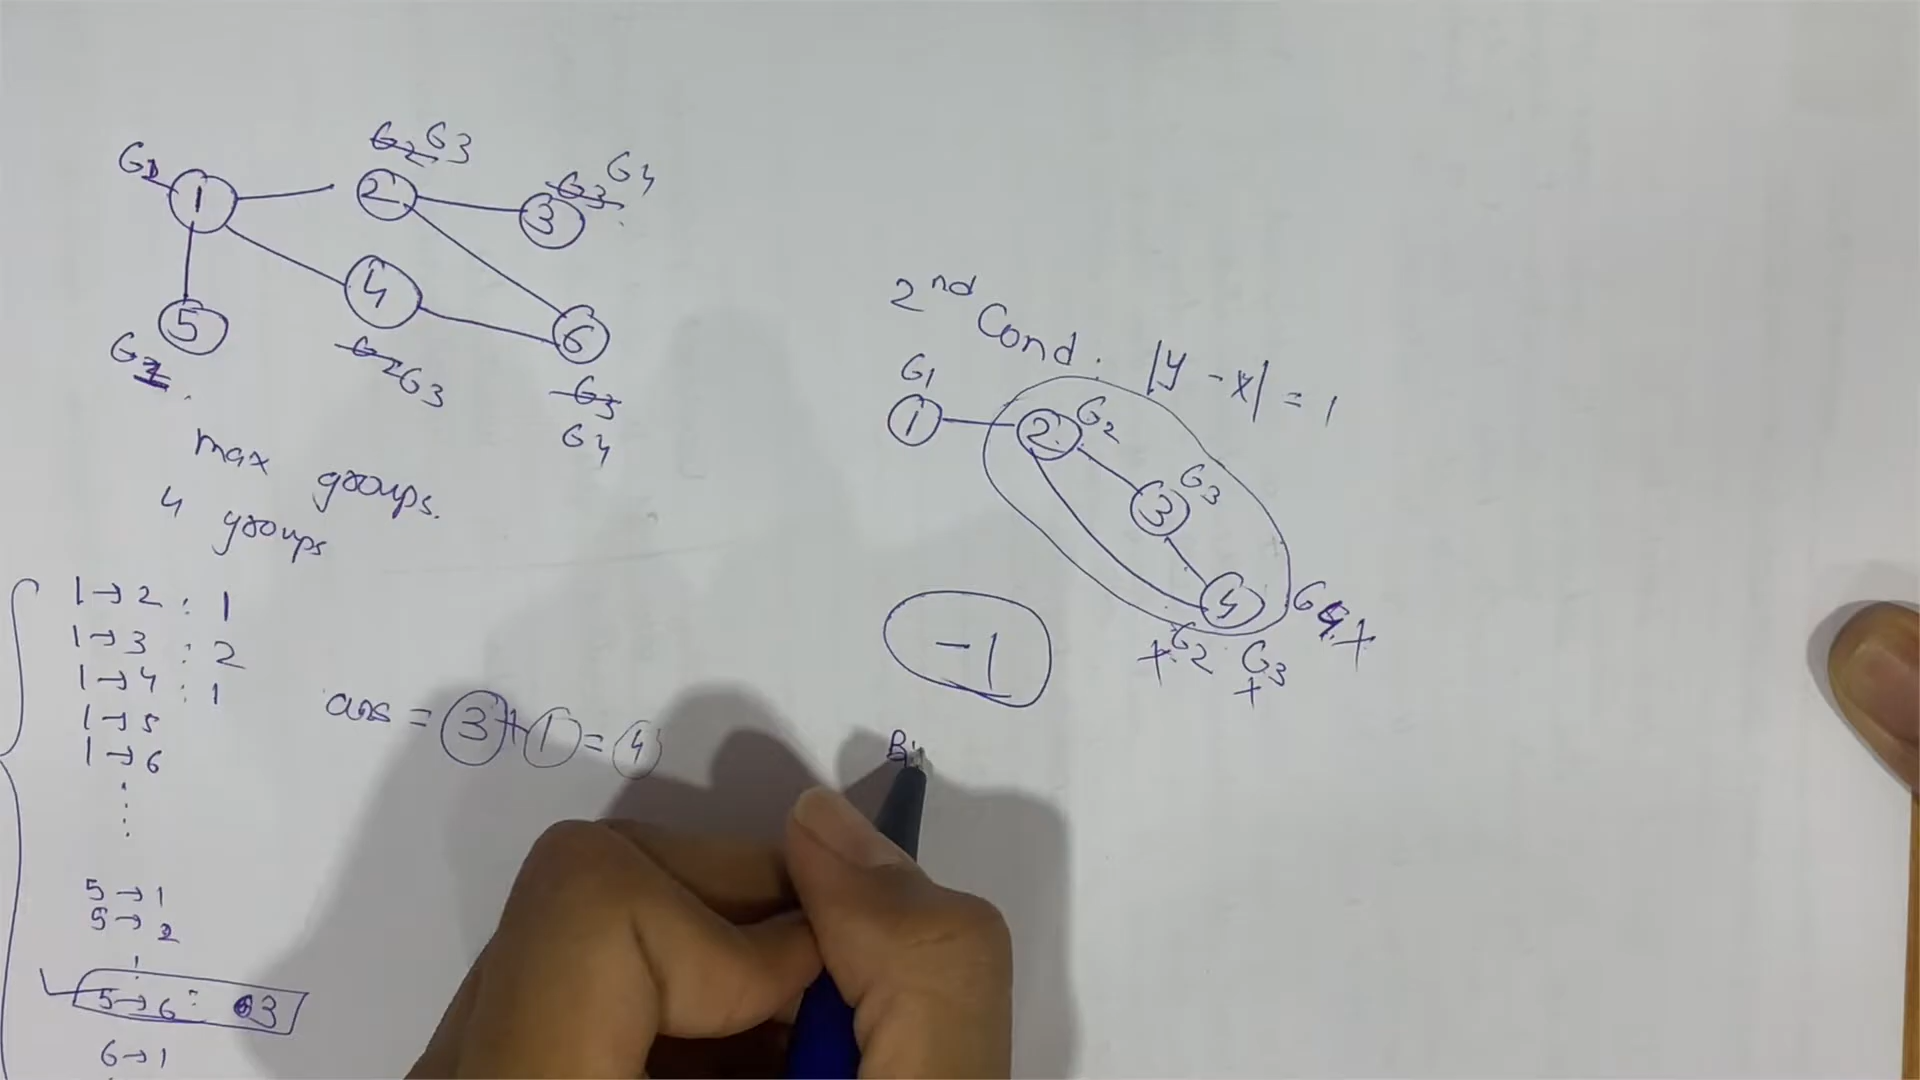 G2
G2 G3
G3 G4
1
2
3
4
5
6
G1
G2 G3
G3
G4
max groups.
4 groups
1→2 : 1
1→3 : 2
1→4 : 1
1→5
1→6
5→1
5→2
5→6 : 3
6→1
ans = 3 + 1 = 4
2nd Cond : |y - x| = 1
G1
1
2 G2
3 G3
4
x G2 G3 x
-1
Bi